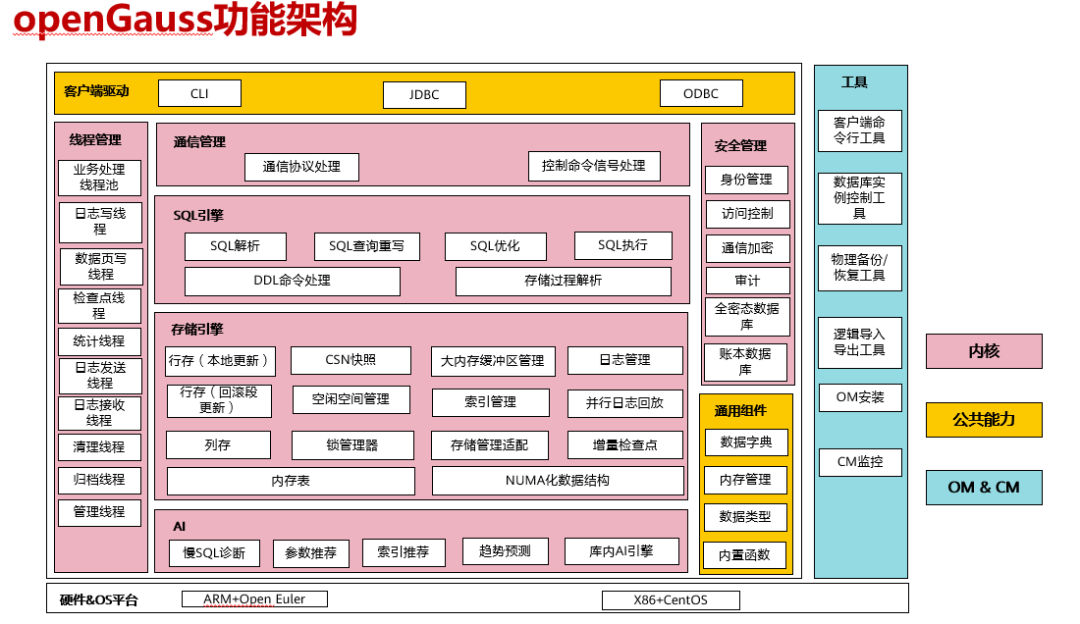 openGauss功能架构
客户端驱动
CLI
JDBC
ODBC
线程管理
业务处理
线程池
日志写线
程
数据页写
线程
检查点线
程
统计线程
日志发送
线程
日志接收
线程
清理线程
归档线程
管理线程
通信管理
通信协议处理
控制命令信号处理
SQL引擎
SQL解析
SQL查询重写
SQL优化
SQL执行
DDL命令处理
存储过程解析
存储引擎
行存（本地更新）
CSN快照
大内存缓冲区管理
日志管理
行存（回滚段
更新）
空闲空间管理
索引管理
并行日志回放
列存
锁管理器
存储管理适配
增量检查点
内存表
NUMA化数据结构
AI
慢SQL诊断
参数推荐
索引推荐
趋势预测
库内AI引擎
安全管理
身份管理
访问控制
通信加密
审计
全密态数据
库
账本数据
库
通用组件
数据字典
内存管理
数据类型
内置函数
工具
客户端命
令行工具
数据库实
例控制工
具
物理备份/
恢复工具
逻辑导入
导出工具
OM安装
CM监控
内核
公共能力
OM & CM
硬件&OS平台
ARM+Open Euler
X86+CentOS